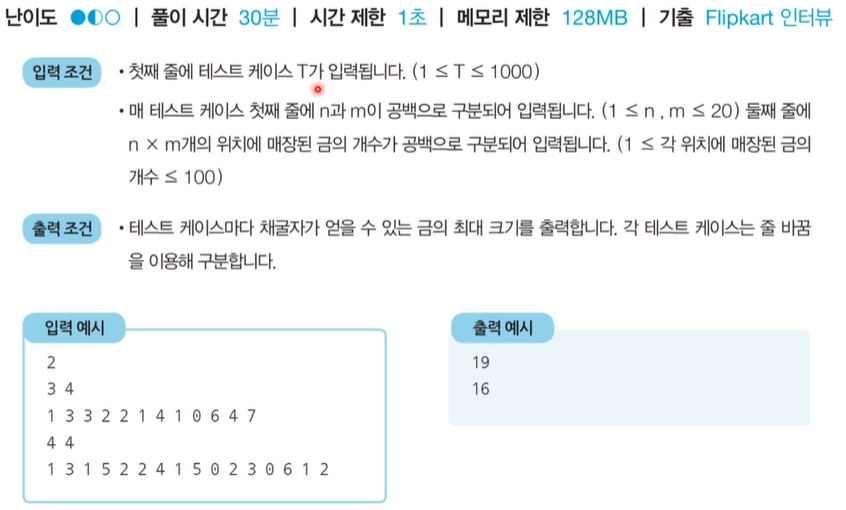 난이도 | 풀이 시간 30분 | 시간 제한 1초 | 메모리 제한 128MB | 기출 Flipkart 인터뷰
입력 조건 • 첫째 줄에 테스트 케이스 T가 입력됩니다. (1 ≤ T ≤ 1000)
• 매 테스트 케이스 첫째 줄에 n과 m이 공백으로 구분되어 입력됩니다. (1 ≤ n , m ≤ 20) 둘째 줄에
n × m개의 위치에 매장된 금의 개수가 공백으로 구분되어 입력됩니다. (1 ≤ 각 위치에 매장된 금의
개수 ≤ 100)
출력 조건 • 테스트 케이스마다 채굴자가 얻을 수 있는 금의 최대 크기를 출력합니다. 각 테스트 케이스는 줄 바꿈
을 이용해 구분합니다.
입력 예시
2
3 4
1 3 3 2 2 1 4 1 0 6 4 7
4 4
1 3 1 5 2 2 4 1 5 0 2 3 0 6 1 2
출력 예시
19
16